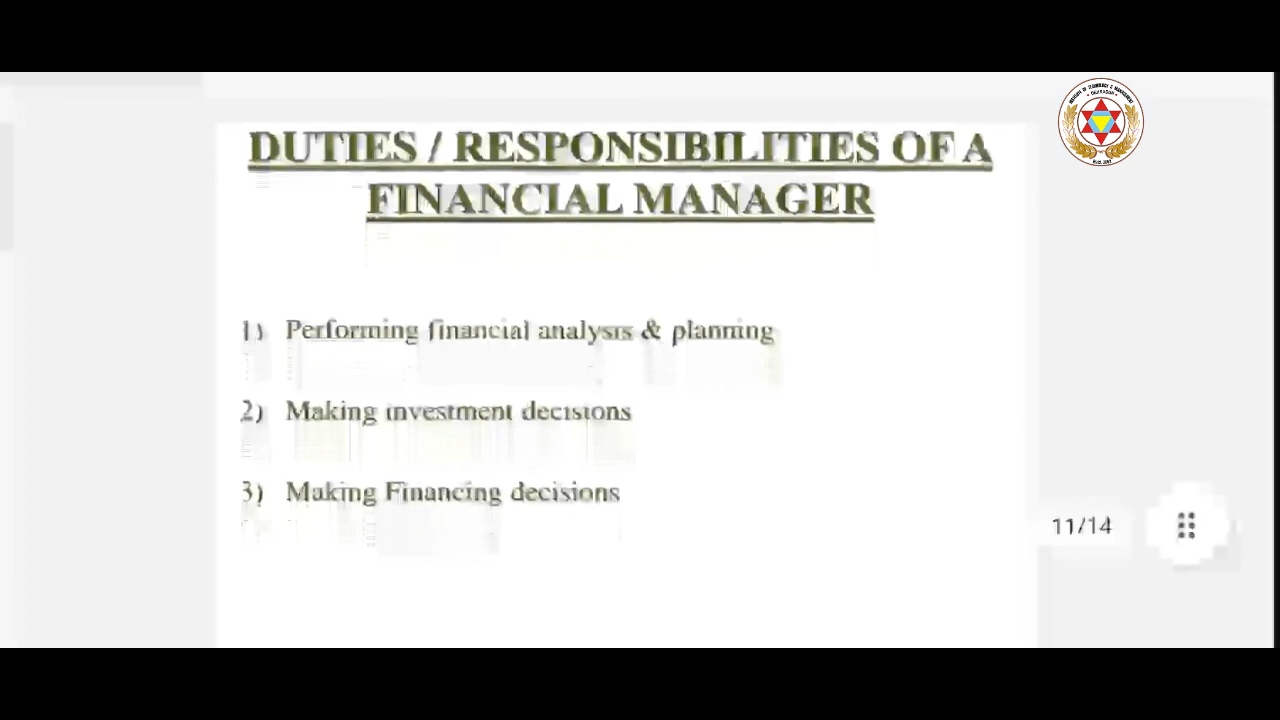 DUTIES / RESPONSIBILITIES OF A
FINANCIAL MANAGER
1) Performing financial analysis & planning
2) Making investment decisions
3) Making Financing decisions
11/14